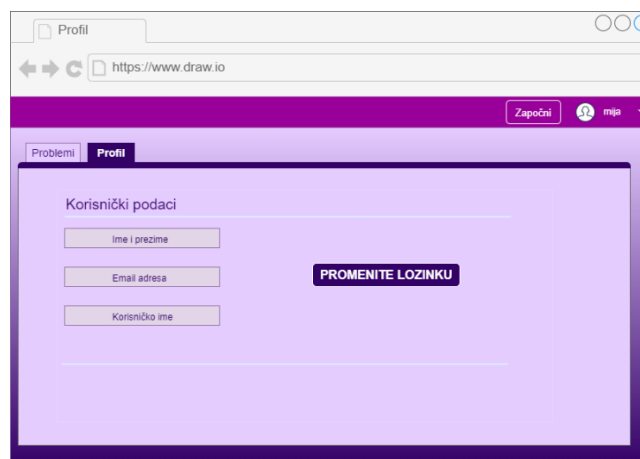 Profil
https://www.draw.io
Započni
mija
Problemi
Profil
Korisnički podaci
Ime i prezime
Email adresa
PROMENITE LOZINKU
Korisničko ime